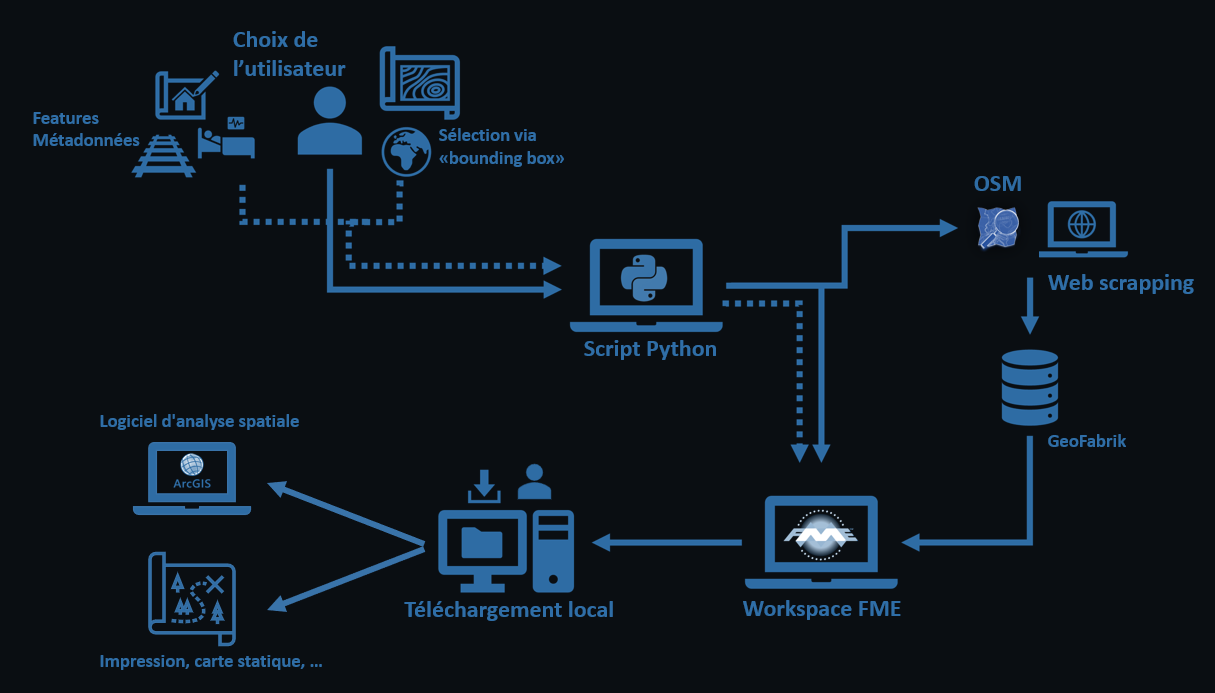 Choix de
l'utilisateur
Features
Métadonnées
Sélection via
«bounding box»
OSM
Web scrapping
Script Python
GeoFabrik
Logiciel d'analyse spatiale
ArcGIS
FME
Téléchargement local
Workspace FME
Impression, carte statique, ...